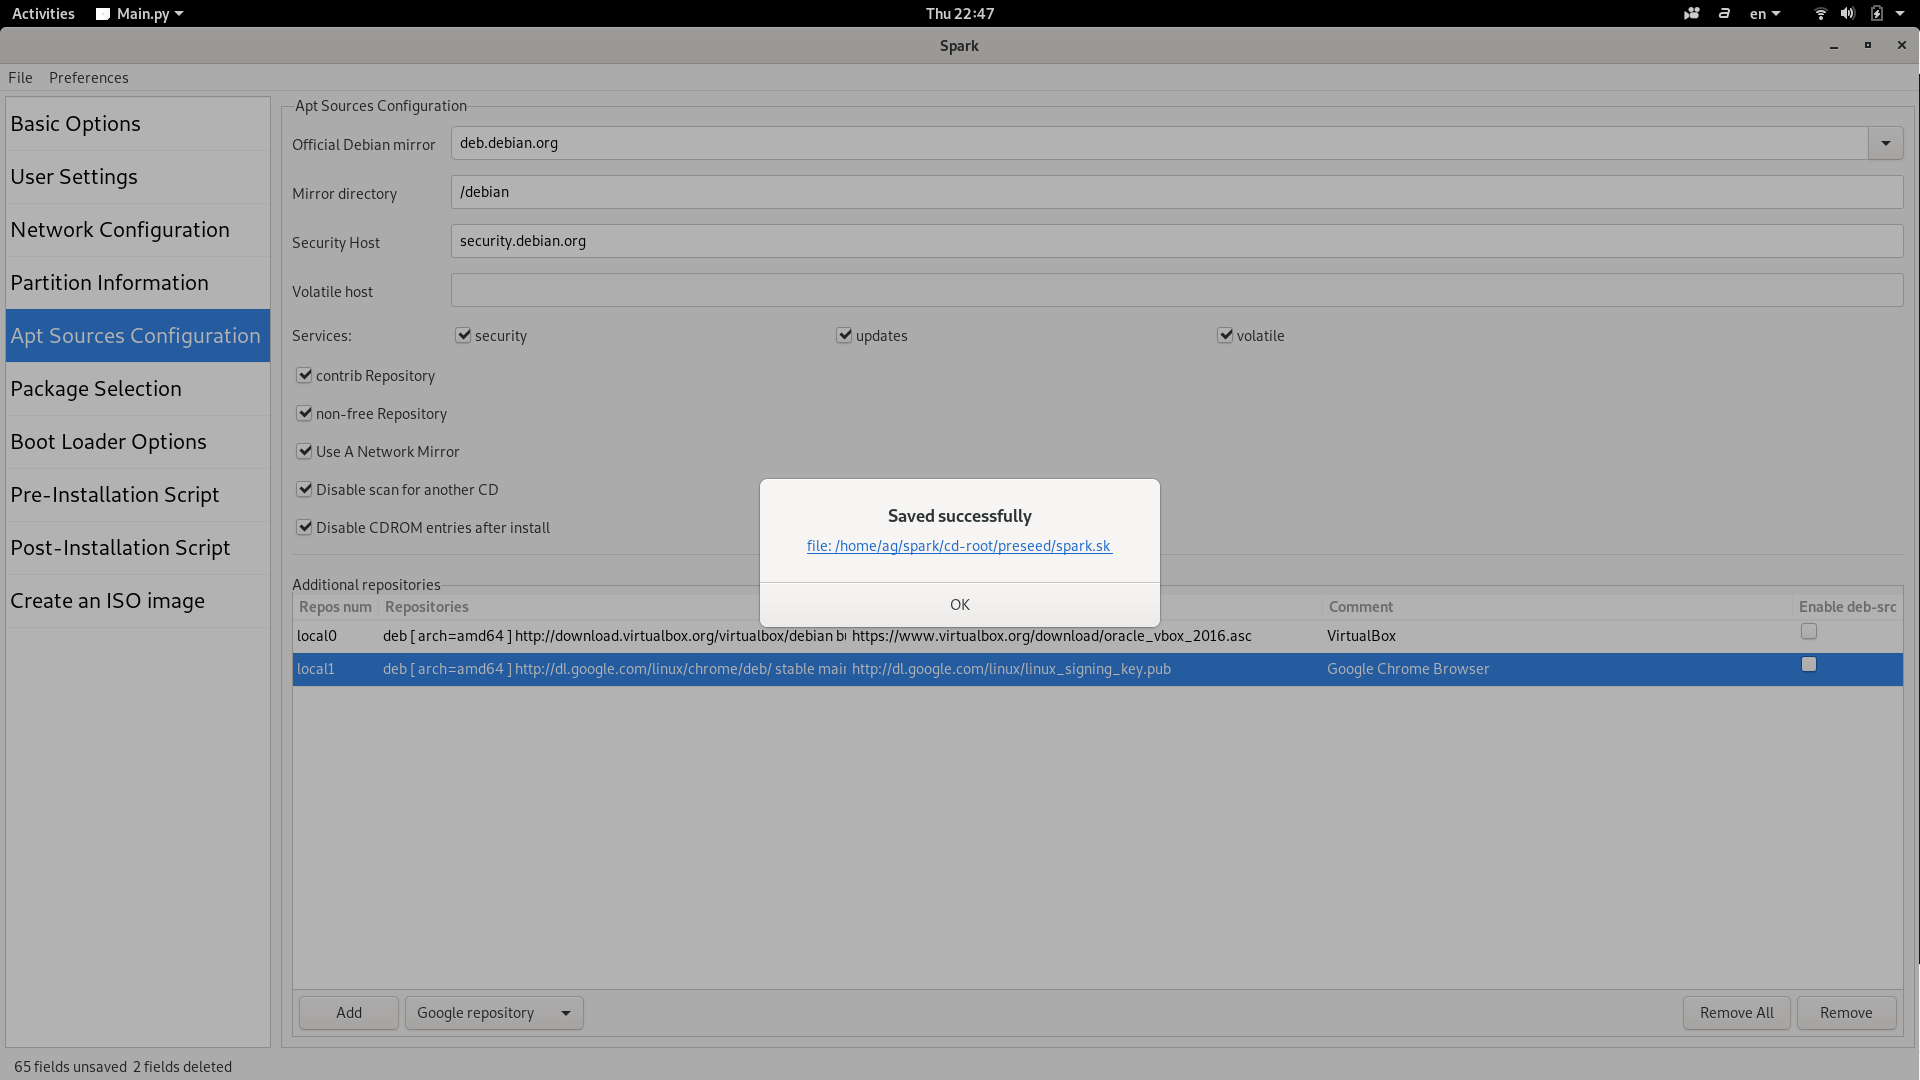 Activities Main.py Thu 22:47 en
Spark
File Preferences
Basic Options
User Settings
Network Configuration
Partition Information
Apt Sources Configuration
Package Selection
Boot Loader Options
Pre-Installation Script
Post-Installation Script
Create an ISO image
Apt Sources Configuration
Official Debian mirror deb.debian.org
Mirror directory /debian
Security Host security.debian.org
Volatile host
Services: security updates volatile
contrib Repository
non-free Repository
Use A Network Mirror
Disable scan for another CD
Disable CDROM entries after install
Saved successfully
file: /home/ag/spark/cd-root/preseed/spark.sk
OK
Additional repositories
Repos num Repositories Comment Enable deb-src
local0 deb [ arch=amd64 ] http://download.virtualbox.org/virtualbox/debian https://www.virtualbox.org/download/oracle_vbox_2016.asc VirtualBox
local1 deb [ arch=amd64 ] http://dl.google.com/linux/chrome/deb/ stable http://dl.google.com/linux/linux_signing_key.pub Google Chrome Browser
Add Google repository Remove All Remove
65 fields unsaved 2 fields deleted